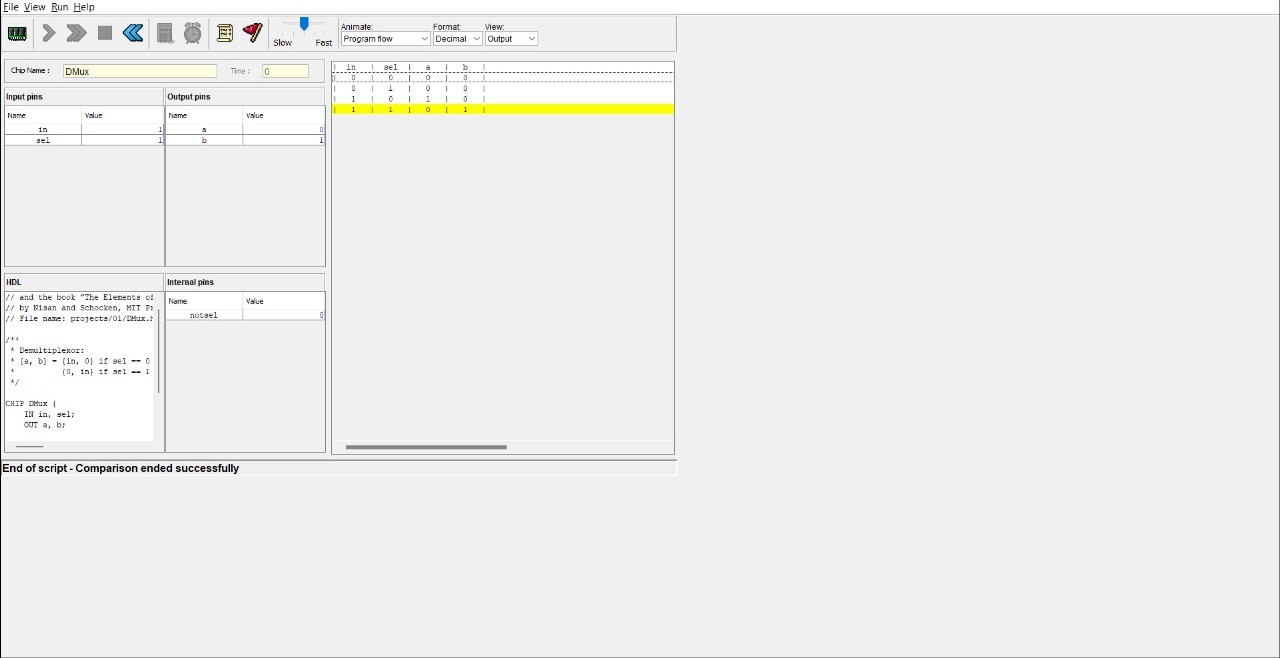 File View Run Help
Animate: Format: View:
Slow Fast Program flow Decimal Output
Chip Name : DMux Time : 0
Input pins Output pins
Name Value Name Value
in 1 a 0
sel 1 b 1
| in | sel | a | b |
| 0 | 0 | 0 | 0 |
| 0 | 1 | 0 | 0 |
| 1 | 0 | 1 | 0 |
| 1 | 1 | 0 | 1 |
HDL
// and the book "The Elements of
// by Nisan and Schocken, MIT Pr
// File name: projects/01/DMux.h
/**
* Demultiplexor:
* {a, b} = {in, 0} if sel == 0
* {0, in} if sel == 1
*/
CHIP DMux {
IN in, sel;
OUT a, b;
Internal pins
Name Value
notsel 0
End of script - Comparison ended successfully